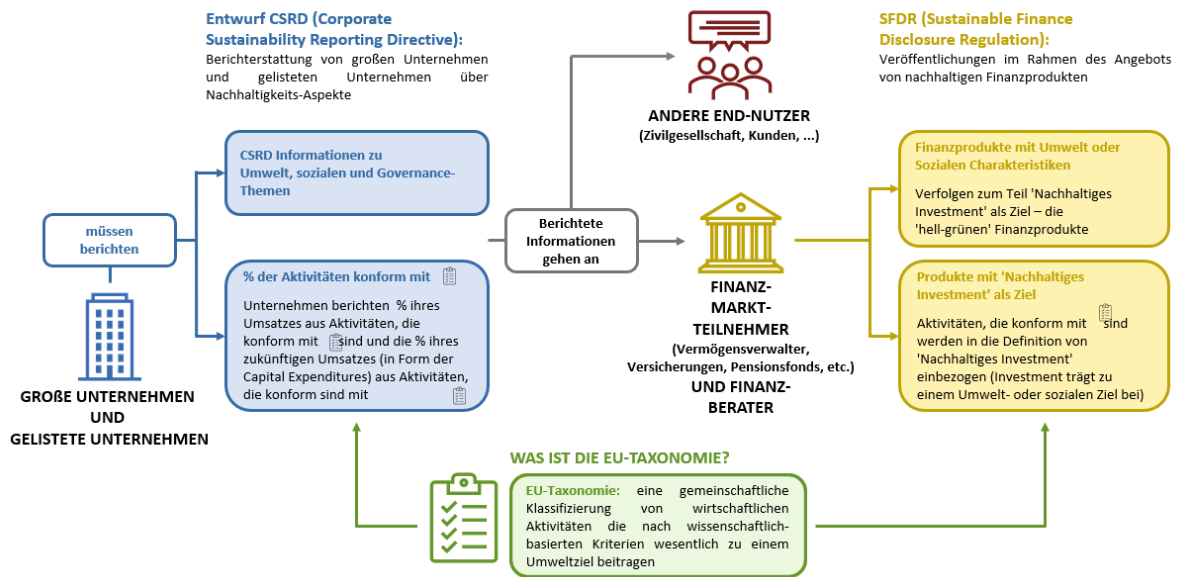 Entwurf CSRD (Corporate
Sustainability Reporting Directive):
Berichterstattung von großen Unternehmen
und gelisteten Unternehmen über
Nachhaltigkeits-Aspekte
SFDR (Sustainable Finance
Disclosure Regulation):
Veröffentlichungen im Rahmen des Angebots
von nachhaltigen Finanzprodukten
ANDERE END-NUTZER
(Zivilgesellschaft, Kunden, ...)
CSRD Informationen zu
Umwelt, sozialen und Governance-
Themen
müssen
berichten
GROßE UNTERNEHMEN
UND
GELISTETE UNTERNEHMEN
% der Aktivitäten konform mit
Unternehmen berichten % ihres
Umsatzes aus Aktivitäten, die
konform mit sind und die % ihres
zukünftigen Umsatzes (in Form der
Capital Expenditures) aus Aktivitäten,
die konform sind mit
Berichtete
Informationen
gehen an
FINANZ-
MARKT-
TEILNEHMER
(Vermögensverwalter,
Versicherungen, Pensionsfonds, etc.)
UND FINANZ-
BERATER
Finanzprodukte mit Umwelt oder
Sozialen Charakteristiken
Verfolgen zum Teil 'Nachhaltiges
Investment' als Ziel – die
'hell-grünen' Finanzprodukte
Produkte mit 'Nachhaltiges
Investment' als Ziel
Aktivitäten, die konform mit sind
werden in die Definition von
'Nachhaltiges Investment'
einbezogen (Investment trägt zu
einem Umwelt- oder sozialen Ziel bei)
WAS IST DIE EU-TAXONOMIE?
EU-Taxonomie: eine gemeinschaftliche
Klassifizierung von wirtschaftlichen
Aktivitäten die nach wissenschaftlich-
basierten Kriterien wesentlich zu einem
Umweltziel beitragen